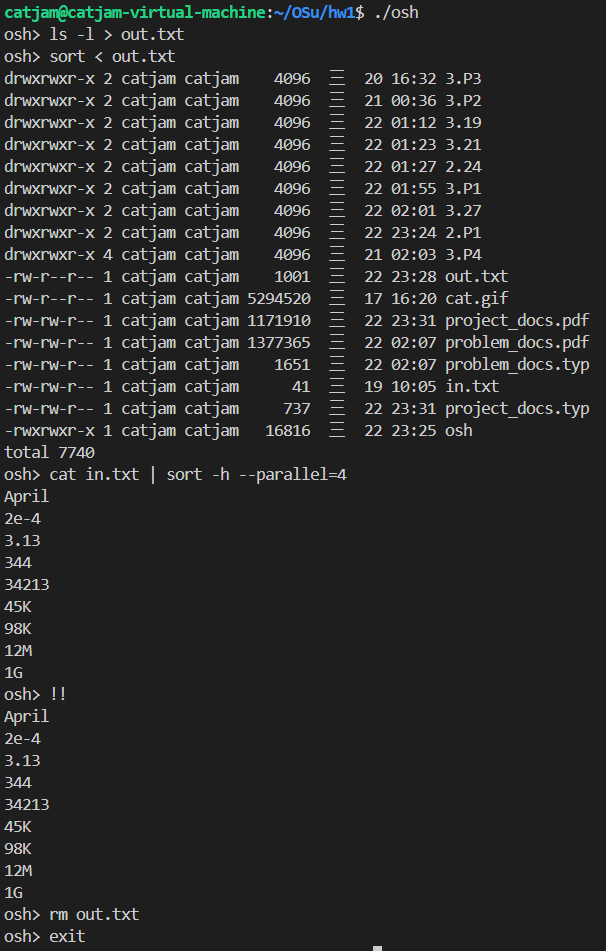 catjam@catjam-virtual-machine:~/OSu/hw1$ ./osh
osh> ls -l > out.txt
osh> sort < out.txt
drwxrwxr-x 2 catjam catjam    4096  三  20 16:32 3.P3
drwxrwxr-x 2 catjam catjam    4096  三  21 00:36 3.P2
drwxrwxr-x 2 catjam catjam    4096  三  22 01:12 3.19
drwxrwxr-x 2 catjam catjam    4096  三  22 01:23 3.21
drwxrwxr-x 2 catjam catjam    4096  三  22 01:27 2.24
drwxrwxr-x 2 catjam catjam    4096  三  22 01:55 3.P1
drwxrwxr-x 2 catjam catjam    4096  三  22 02:01 3.27
drwxrwxr-x 2 catjam catjam    4096  三  22 23:24 2.P1
drwxrwxr-x 4 catjam catjam    4096  三  21 02:03 3.P4
-rw-r--r-- 1 catjam catjam    1001  三  22 23:28 out.txt
-rw-rw-r-- 1 catjam catjam 5294520  三  17 16:20 cat.gif
-rw-rw-r-- 1 catjam catjam 1171910  三  22 23:31 project_docs.pdf
-rw-rw-r-- 1 catjam catjam 1377365  三  22 02:07 problem_docs.pdf
-rw-rw-r-- 1 catjam catjam    1651  三  22 02:07 problem_docs.typ
-rw-rw-r-- 1 catjam catjam      41  三  19 10:05 in.txt
-rw-rw-r-- 1 catjam catjam     737  三  22 23:31 project_docs.typ
-rwxrwxr-x 1 catjam catjam   16816  三  22 23:25 osh
total 7740
osh> cat in.txt | sort -h --parallel=4
April
2e-4
3.13
344
34213
45K
98K
12M
1G
osh> !!
April
2e-4
3.13
344
34213
45K
98K
12M
1G
osh> rm out.txt
osh> exit